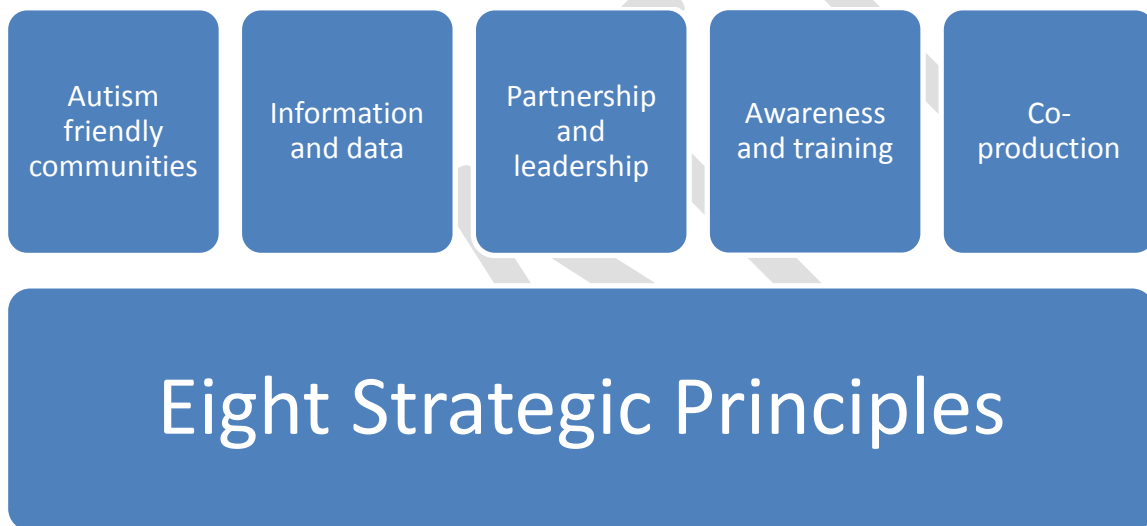 Autism
friendly
communities
Information
and data
Partnership
and
leadership
Awareness
and training
Co-
production
Eight Strategic Principles